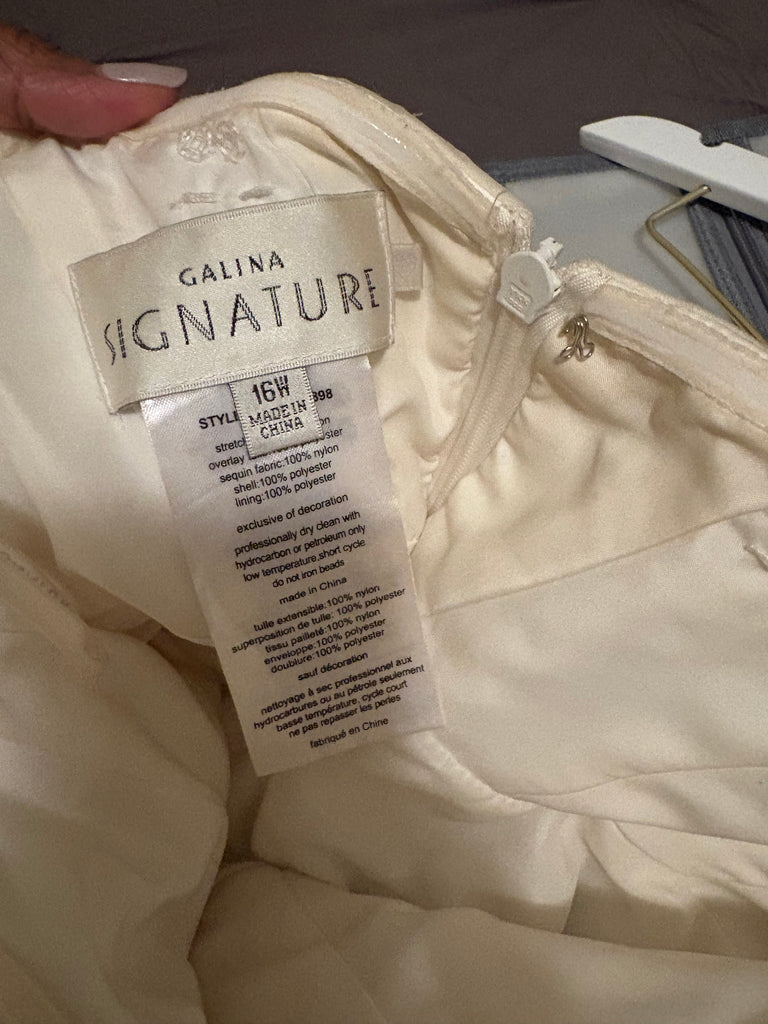 GALINA
SIGNATURE
16W
MADE IN
CHINA
898
overlay
sequin fabric:100% nylon
shell:100% polyester
lining:100% polyester
exclusive of decoration
professionally dry clean with
hydrocarbon or petroleum only
low temperature,short cycle
do not iron beads
made in China
tulle extensible:100% nylon
superposition de tulle: 100% polyester
tissu pailleté:100% nylon
enveloppe:100% polyester
doublure:100% polyester
sauf décoration
nettoyage à sec professionnel aux
hydrocarbures ou au pétrole seulement
basse température, cycle court
ne pas repasser les perles
fabriqué en Chine